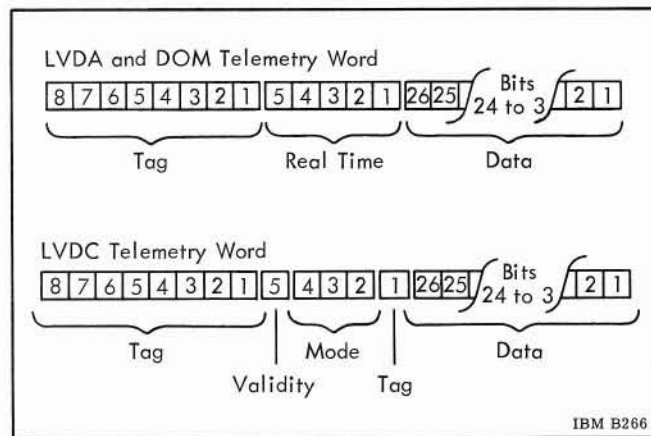 LVDA and DOM Telemetry Word
8 7 6 5 4 3 2 1 5 4 3 2 1 26 25 Bits 24 to 3 2 1
Tag Real Time Data
LVDC Telemetry Word
8 7 6 5 4 3 2 1 5 4 3 2 1 26 25 Bits 24 to 3 2 1
Tag Mode Data
Validity Tag
IBM B266